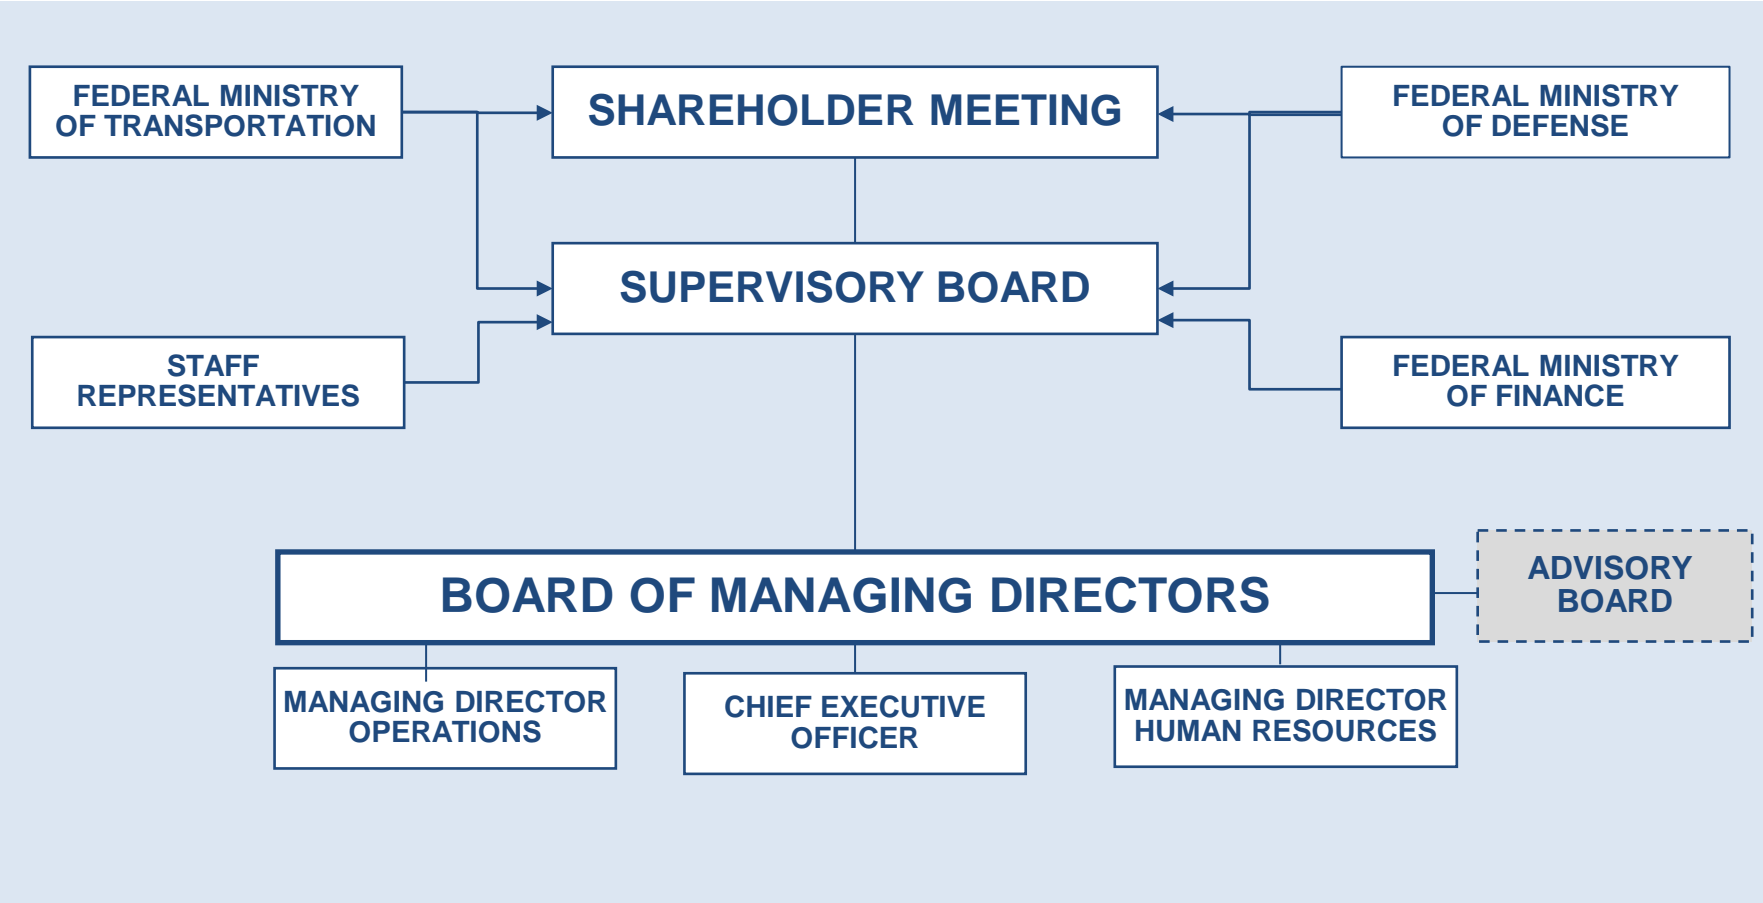 FEDERAL MINISTRY
OF TRANSPORTATION
SHAREHOLDER MEETING
FEDERAL MINISTRY
OF DEFENSE
SUPERVISORY BOARD
STAFF
REPRESENTATIVES
FEDERAL MINISTRY
OF FINANCE
BOARD OF MANAGING DIRECTORS
ADVISORY
BOARD
MANAGING DIRECTOR
OPERATIONS
CHIEF EXECUTIVE
OFFICER
MANAGING DIRECTOR
HUMAN RESOURCES